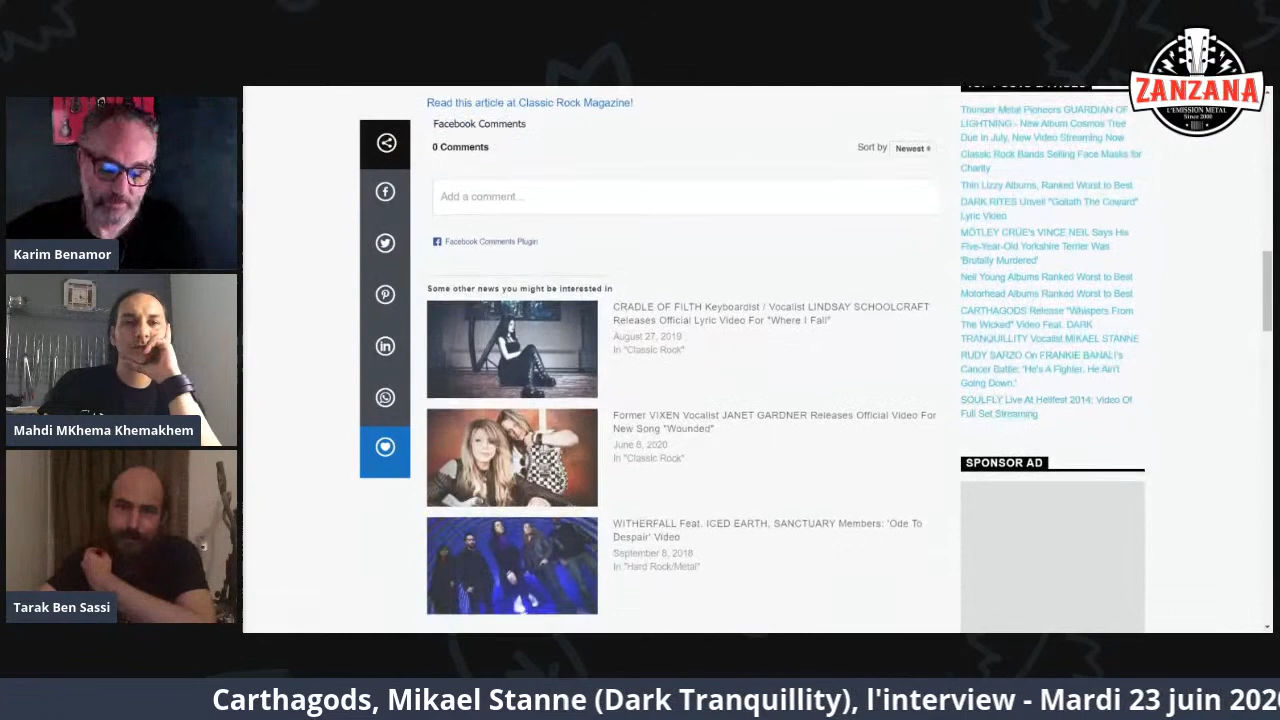 ZANZANA
L'EMISSION METAL
Since 2008
Karim Benamor
Mahdi MKhema Khemakhem
Tarak Ben Sassi
Read this article at Classic Rock Magazine!
Facebook Comments
0 Comments
Sort by Newest
Add a comment...
Facebook Comments Plugin
Some other news you might be interested in
CRADLE OF FILTH Keyboardist / Vocalist LINDSAY SCHOOLCRAFT
Releases Official Lyric Video For "Where I Fall"
August 27, 2019
In "Classic Rock"
Former VIXEN Vocalist JANET GARDNER Releases Official Video For
New Song "Wounded"
June 8, 2020
In "Classic Rock"
WITHERFALL Feat. ICED EARTH, SANCTUARY Members: 'Ode To
Despair' Video
September 8, 2018
In "Hard Rock/Metal"
Thunder Metal Pioneers GUARDIAN OF
LIGHTNING - New Album Cosmos Tree
Due In July, New Video Streaming Now
Classic Rock Bands Selling Face Masks for
Charity
Thin Lizzy Albums, Ranked Worst to Best
DARK RITES Unveil "Goliath The Coward"
Lyric Video
MÖTLEY CRÜE's VINCE NEIL Says His
Five-Year-Old Yorkshire Terrier Was
'Brutally Murdered'
Neil Young Albums Ranked Worst to Best
Motorhead Albums Ranked Worst to Best
CARTHAGODS Release "Whispers From
The Wicked" Video Feat. DARK
TRANQUILLITY Vocalist MIKAEL STANNE
RUDY SARZO On FRANKIE BANALI's
Cancer Battle: 'He's A Fighter. He Ain't
Going Down.'
SOULFLY Live At Hellfest 2014: Video Of
Full Set Streaming
SPONSOR AD
Carthagods, Mikael Stanne (Dark Tranquillity), l'interview - Mardi 23 juin 202